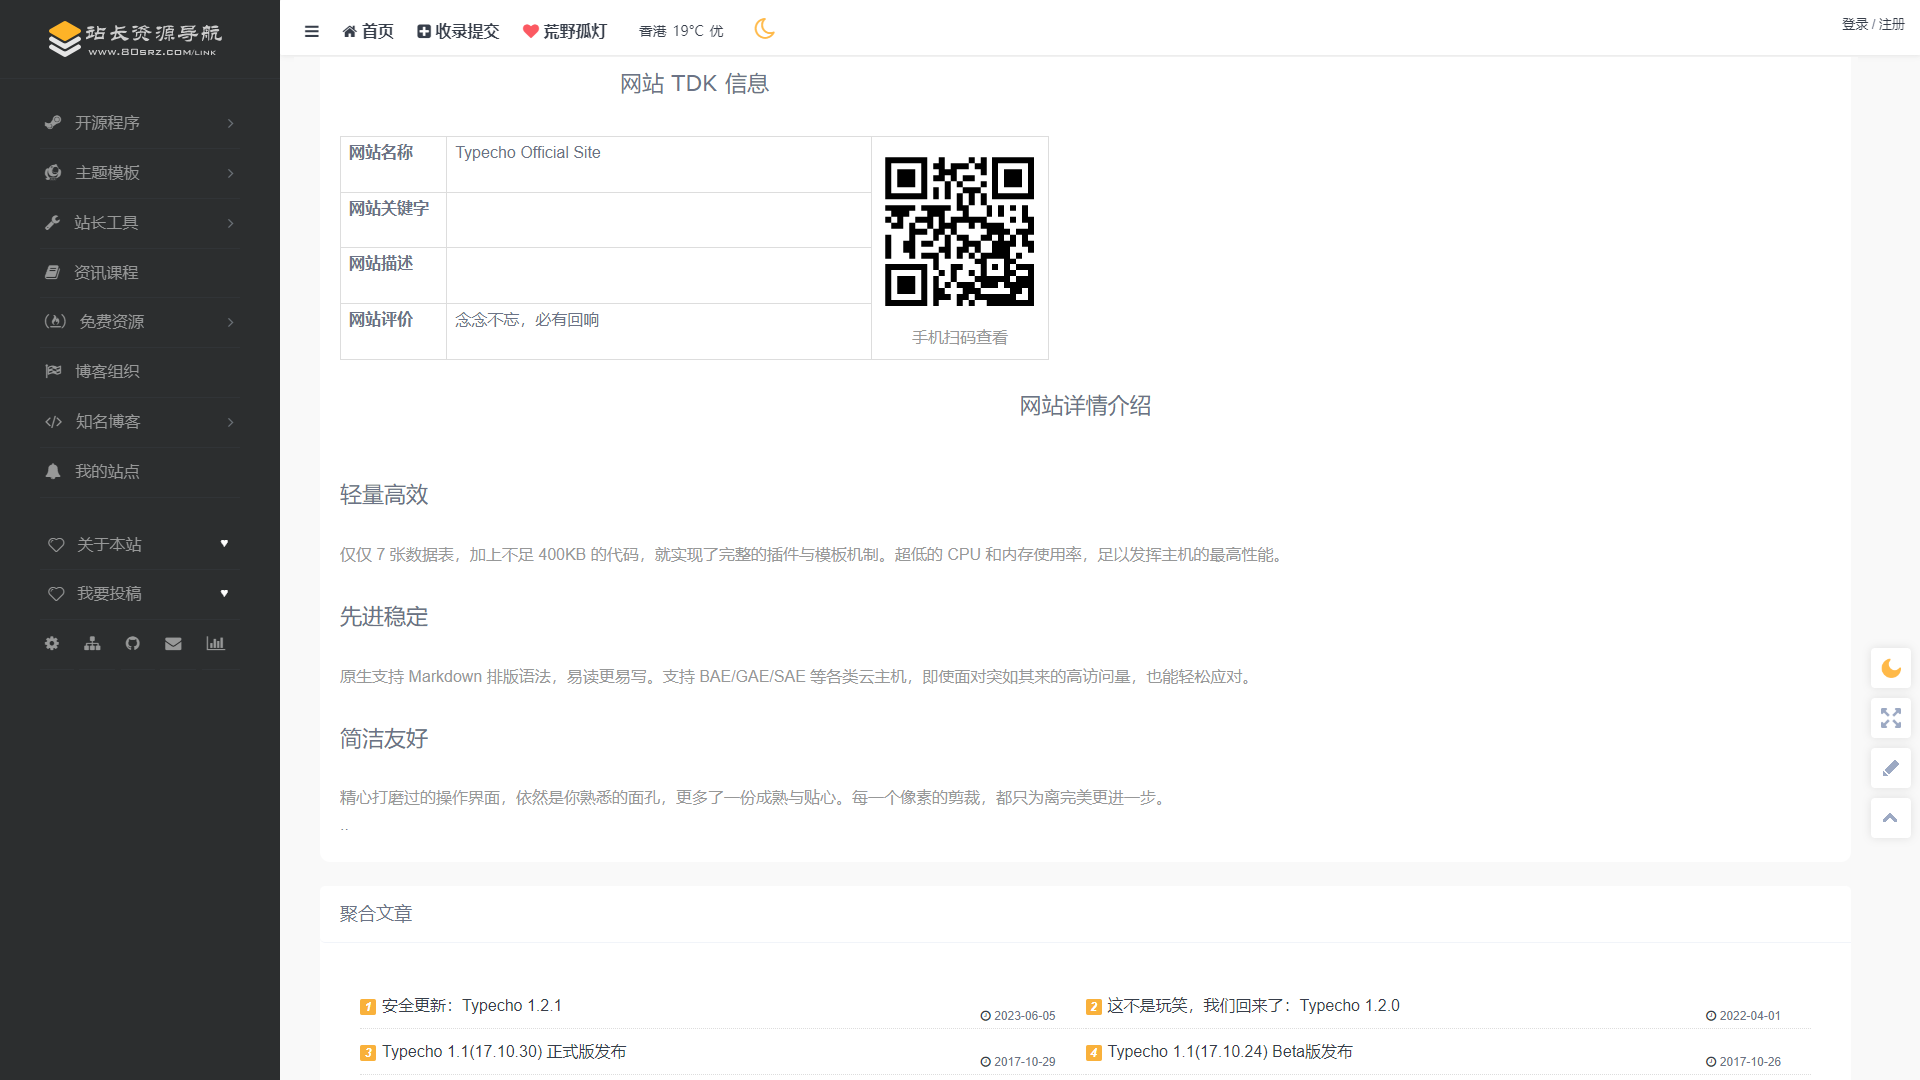 站长资源导航
www.80srz.com/link
首页
收录提交
荒野孤灯
香港 19°C 优
登录 / 注册
开源程序
主题模板
站长工具
资讯课程
免费资源
博客组织
知名博客
我的站点
关于本站
我要投稿
网站 TDK 信息
网站名称 Typecho Official Site
网站关键字
网站描述
网站评价 念念不忘，必有回响
手机扫码查看
网站详情介绍
轻量高效
仅仅 7 张数据表，加上不足 400KB 的代码，就实现了完整的插件与模板机制。超低的 CPU 和内存使用率，足以发挥主机的最高性能。
先进稳定
原生支持 Markdown 排版语法，易读更易写。支持 BAE/GAE/SAE 等各类云主机，即使面对突如其来的高访问量，也能轻松应对。
简洁友好
精心打磨过的操作界面，依然是你熟悉的面孔，更多了一份成熟与贴心。每一个像素的剪裁，都只为离完美更进一步。
..
聚合文章
1 安全更新：Typecho 1.2.1 2023-06-05
2 这不是玩笑，我们回来了：Typecho 1.2.0 2022-04-01
3 Typecho 1.1(17.10.30) 正式版发布 2017-10-29
4 Typecho 1.1(17.10.24) Beta版发布 2017-10-26